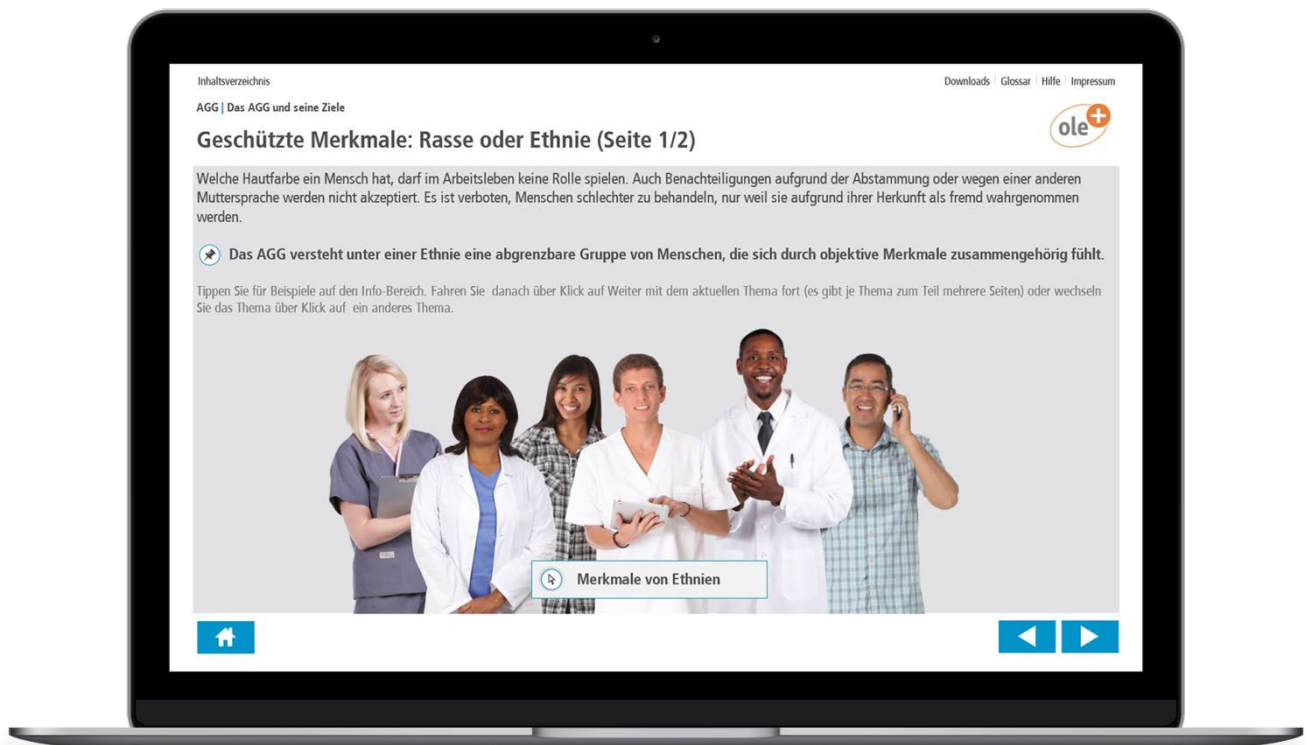 Inhaltsverzeichnis
Downloads | Glossar | Hilfe | Impressum
AGG | Das AGG und seine Ziele
ole+
Geschützte Merkmale: Rasse oder Ethnie (Seite 1/2)
Welche Hautfarbe ein Mensch hat, darf im Arbeitsleben keine Rolle spielen. Auch Benachteiligungen aufgrund der Abstammung oder wegen einer anderen
Muttersprache werden nicht akzeptiert. Es ist verboten, Menschen schlechter zu behandeln, nur weil sie aufgrund ihrer Herkunft als fremd wahrgenommen
werden.
Das AGG versteht unter einer Ethnie eine abgrenzbare Gruppe von Menschen, die sich durch objektive Merkmale zusammengehörig fühlt.
Tippen Sie für Beispiele auf den Info-Bereich. Fahren Sie danach über Klick auf Weiter mit dem aktuellen Thema fort (es gibt je Thema zum Teil mehrere Seiten) oder wechseln
Sie das Thema über Klick auf ein anderes Thema.
Merkmale von Ethnien